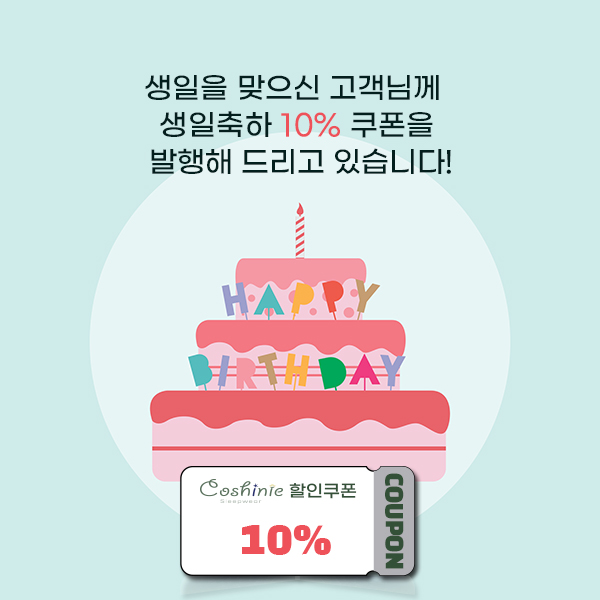 생일을 맞으신 고객님께
생일축하 10% 쿠폰을
발행해 드리고 있습니다!
HAPPY
BIRTHDAY
Coshinie 할인쿠폰
Sleepwear
10%
COUPON